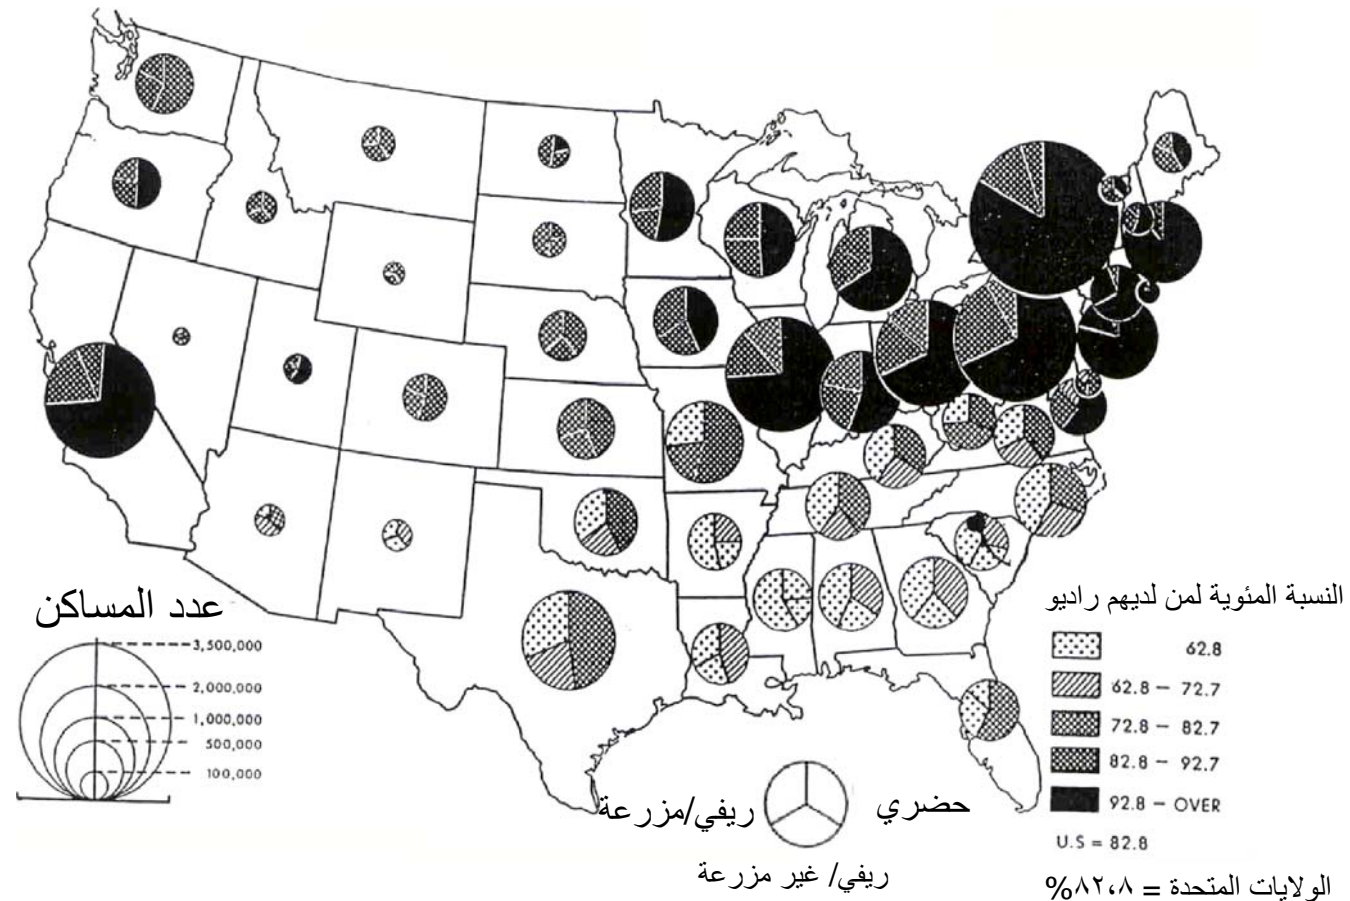 عدد المساكن
3,500,000
2,000,000
1,000,000
500,000
100,000
حضري
ريفي/مزرعة
ريفي/ غير مزرعة
النسبة المئوية لمن لديهم راديو
62.8
62.8 – 72.7
72.8 – 82.7
82.8 – 92.7
92.8 – OVER
U.S = 82.8
الولايات المتحدة = ٨٢،٨%